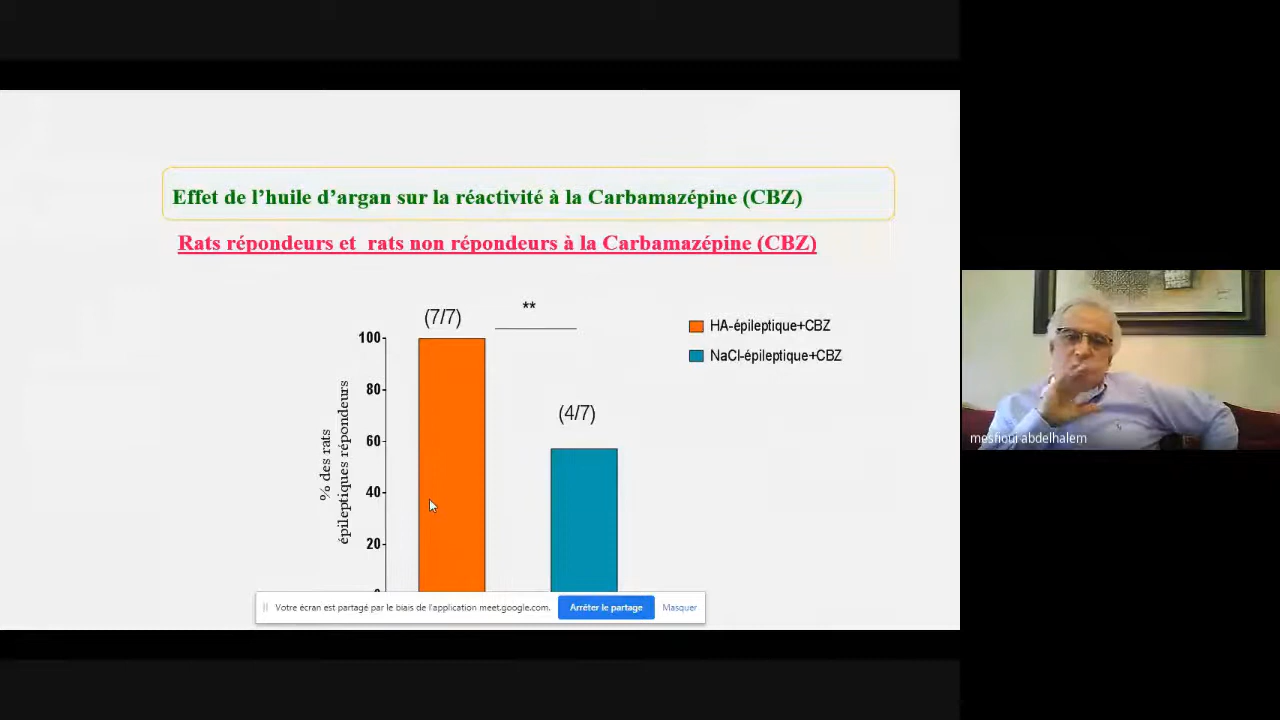 Effet de l’huile d’argan sur la réactivité à la Carbamazépine (CBZ)
Rats répondeurs et rats non répondeurs à la Carbamazépine (CBZ)
(7/7)
**
HA-épileptique+CBZ
NaCl-épileptique+CBZ
100
80
60
40
20
% des rats
épileptiques répondeurs
(4/7)
Votre écran est partagé par le biais de l'application meet.google.com.
Arrêter le partage
Masquer
mesfioui abdelhalem